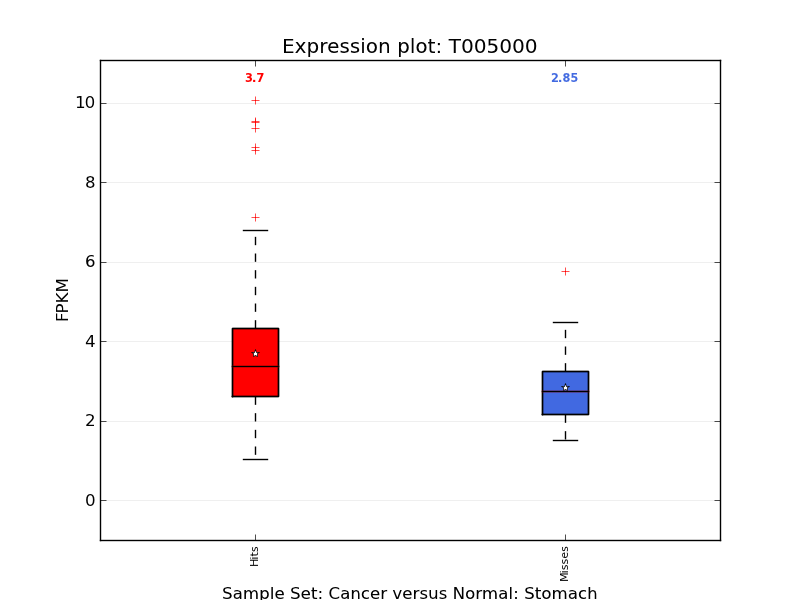 Expression plot: T005000
3.7
2.85
10
8
6
4
2
0
FPKM
Hits
Misses
Sample Set: Cancer versus Normal: Stomach